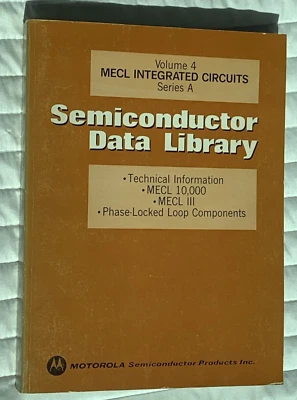 Volume 4
MECL INTEGRATED CIRCUITS
Series A
Semiconductor
Data Library
• Technical Information
• MECL 10,000
• MECL III
• Phase-Locked Loop Components
MOTOROLA Semiconductor Products Inc.